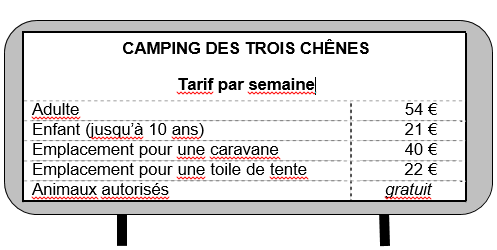 CAMPING DES TROIS CHÊNES
Tarif par semaine
Adulte 54 €
Enfant (jusqu'à 10 ans) 21 €
Emplacement pour une caravane 40 €
Emplacement pour une toile de tente 22 €
Animaux autorisés gratuit